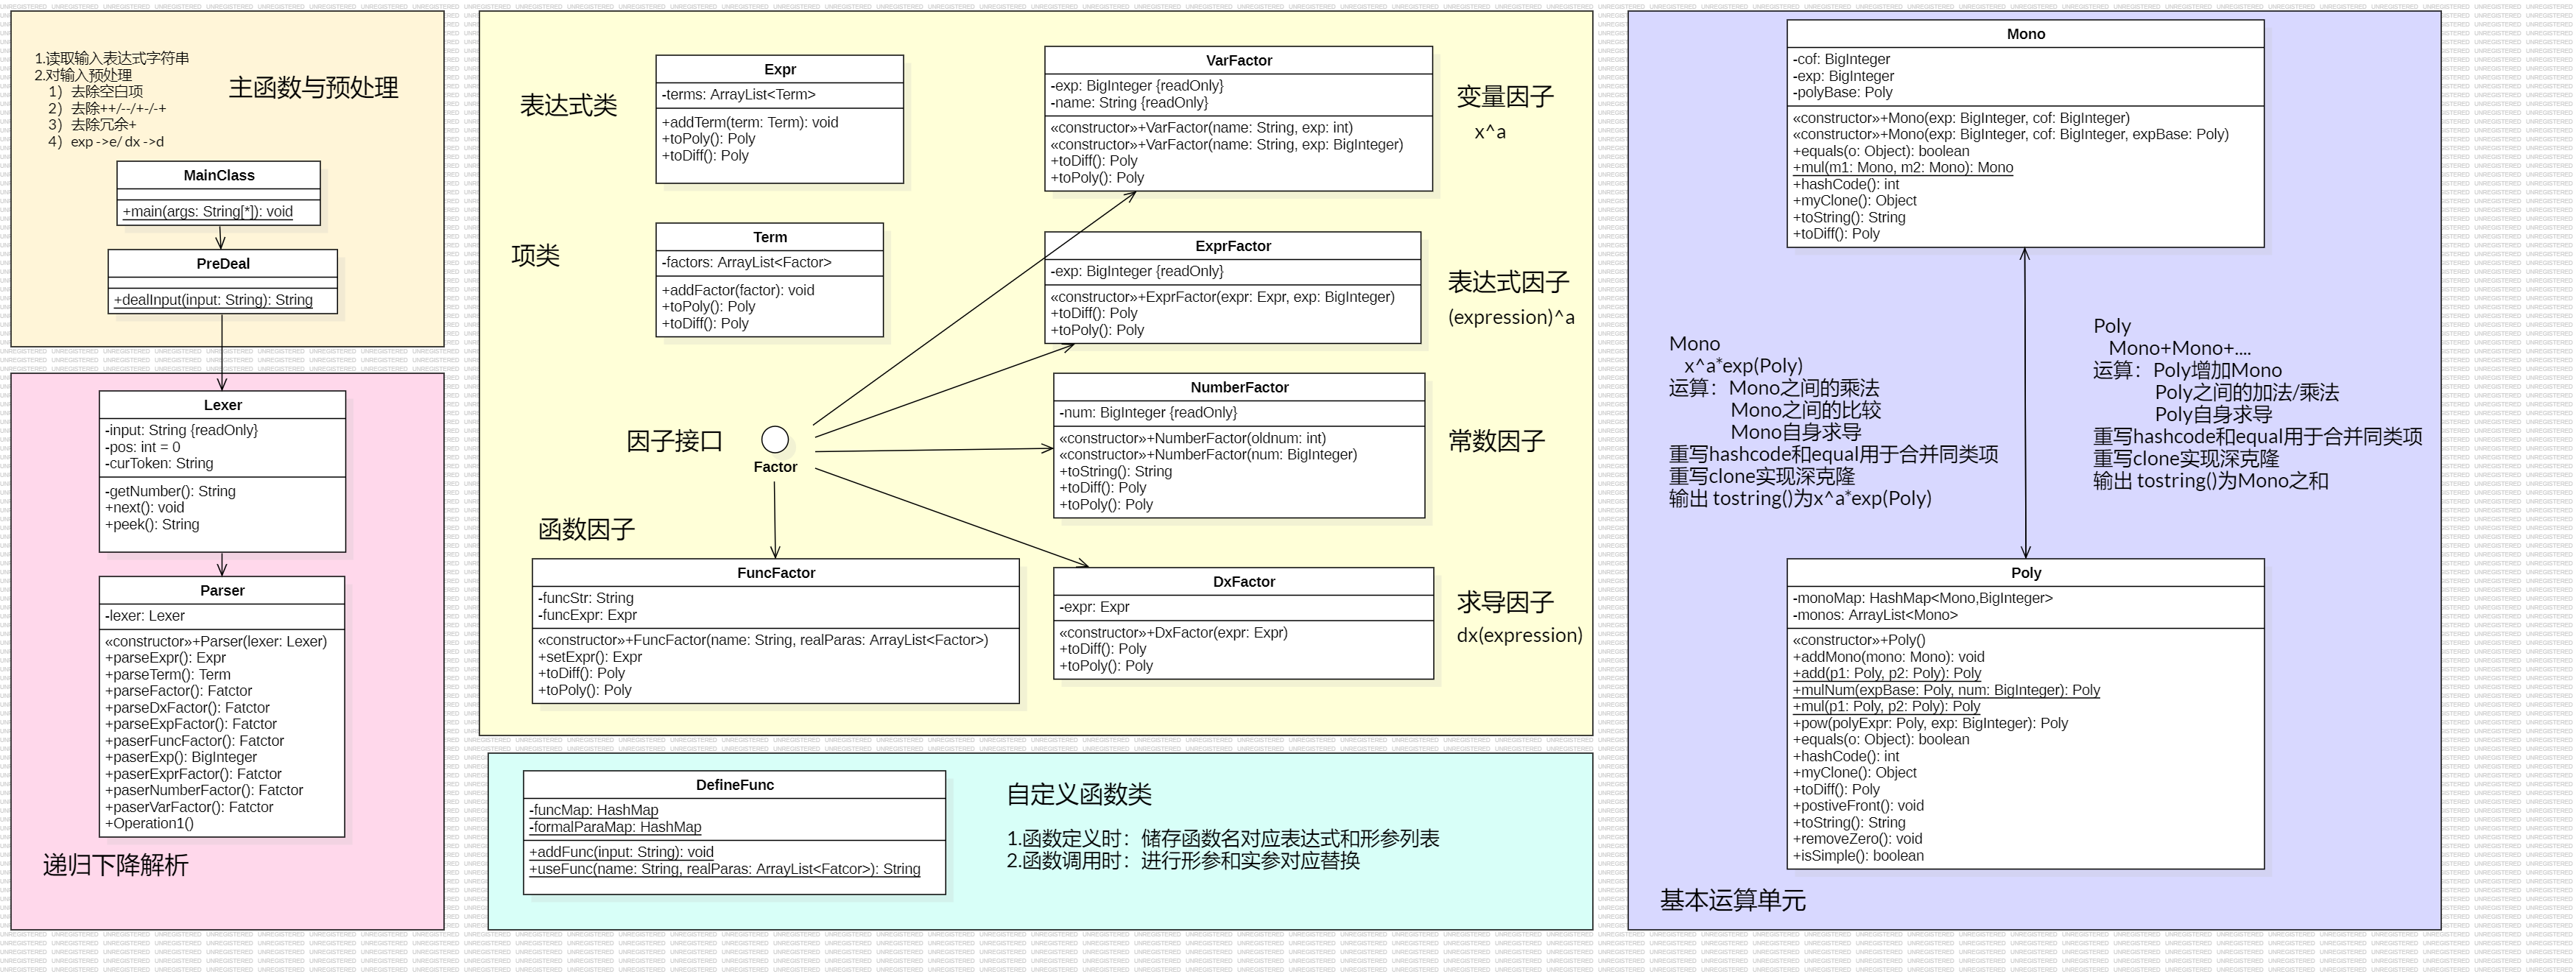 1.读取输入表达式字符串
2.对输入预处理
1）去除空白项
2）去除++/--/+-/-+
3）去除冗余+
4）exp ->e/ dx ->d
主函数与预处理
MainClass
+main(args: String[*]): void
PreDeal
+dealInput(input: String): String
Lexer
-input: String {readOnly}
-pos: int = 0
-curToken: String
-getNumber(): String
+next(): void
+peek(): String
Parser
-lexer: Lexer
«constructor»+Parser(lexer: Lexer)
+parseExpr(): Expr
+parseTerm(): Term
+parseFactor(): Fatctor
+parseDxFactor(): Fatctor
+parseExpFactor(): Fatctor
+paserFuncFactor(): Fatctor
+paserExp(): BigInteger
+paserExprFactor(): Fatctor
+paserNumberFactor(): Fatctor
+paserVarFactor(): Fatctor
+Operation1()
递归下降解析
表达式类
Expr
-terms: ArrayList<Term>
+addTerm(term: Term): void
+toPoly(): Poly
+toDiff(): Poly
项类
Term
-factors: ArrayList<Factor>
+addFactor(factor): void
+toPoly(): Poly
+toDiff(): Poly
因子接口
Factor
VarFactor
-exp: BigInteger {readOnly}
-name: String {readOnly}
«constructor»+VarFactor(name: String, exp: int)
«constructor»+VarFactor(name: String, exp: BigInteger)
+toDiff(): Poly
+toPoly(): Poly
变量因子
x^a
ExprFactor
-exp: BigInteger {readOnly}
«constructor»+ExprFactor(expr: Expr, exp: BigInteger)
+toDiff(): Poly
+toPoly(): Poly
表达式因子
(expression)^a
NumberFactor
-num: BigInteger {readOnly}
«constructor»+NumberFactor(oldnum: int)
«constructor»+NumberFactor(num: BigInteger)
+toString(): String
+toDiff(): Poly
+toPoly(): Poly
常数因子
函数因子
FuncFactor
-funcStr: String
-funcExpr: Expr
«constructor»+FuncFactor(name: String, realParas: ArrayList<Factor>)
+setExpr(): Expr
+toDiff(): Poly
+toPoly(): Poly
DxFactor
-expr: Expr
«constructor»+DxFactor(expr: Expr)
+toDiff(): Poly
+toPoly(): Poly
求导因子
dx(expression)
DefineFunc
-funcMap: HashMap
-formalParaMap: HashMap
+addFunc(input: String): void
+useFunc(name: String, realParas: ArrayList<Fatcor>): String
自定义函数类
1.函数定义时：储存函数名对应表达式和形参列表
2.函数调用时：进行形参和实参对应替换
Mono
-cof: BigInteger
-exp: BigInteger
-polyBase: Poly
«constructor»+Mono(exp: BigInteger, cof: BigInteger)
«constructor»+Mono(exp: BigInteger, cof: BigInteger, expBase: Poly)
+equals(o: Object): boolean
+mul(m1: Mono, m2: Mono): Mono
+hashCode(): int
+myClone(): Object
+toString(): String
+toDiff(): Poly
Mono
x^a*exp(Poly)
运算：Mono之间的乘法
Mono之间的比较
Mono自身求导
重写hashcode和equal用于合并同类项
重写clone实现深克隆
输出 tostring()为x^a*exp(Poly)
Poly
Mono+Mono+....
运算：Poly增加Mono
Poly之间的加法/乘法
Poly自身求导
重写hashcode和equal用于合并同类项
重写clone实现深克隆
输出 tostring()为Mono之和
Poly
-monoMap: HashMap<Mono,BigInteger>
-monos: ArrayList<Mono>
«constructor»+Poly()
+addMono(mono: Mono): void
+add(p1: Poly, p2: Poly): Poly
+mulNum(expBase: Poly, num: BigInteger): Poly
+mul(p1: Poly, p2: Poly): Poly
+pow(polyExpr: Poly, exp: BigInteger): Poly
+equals(o: Object): boolean
+hashCode(): int
+myClone(): Object
+toDiff(): Poly
+postiveFront(): void
+toString(): String
+removeZero(): void
+isSimple(): boolean
基本运算单元